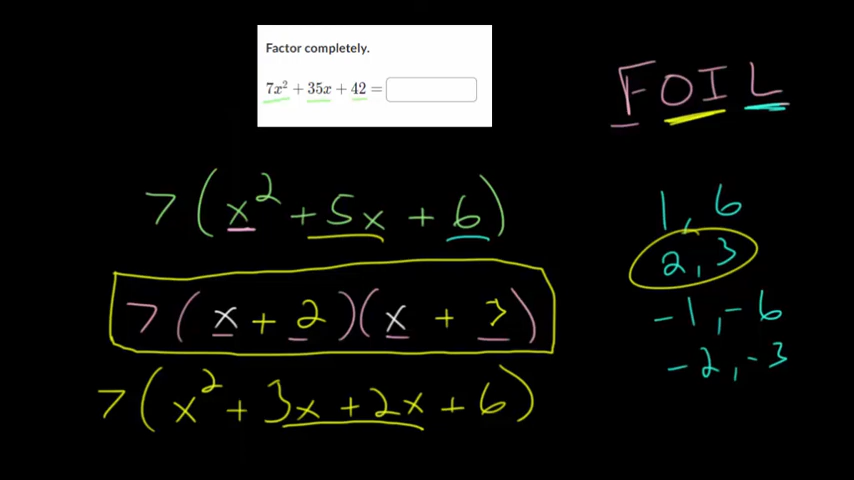 Factor completely.
7x² + 35x + 42 =
FOIL
7(x² + 5x + 6)
1, 6
2, 3
7(x + 2)(x + 3)
-1, -6
-2, -3
7(x² + 3x + 2x + 6)